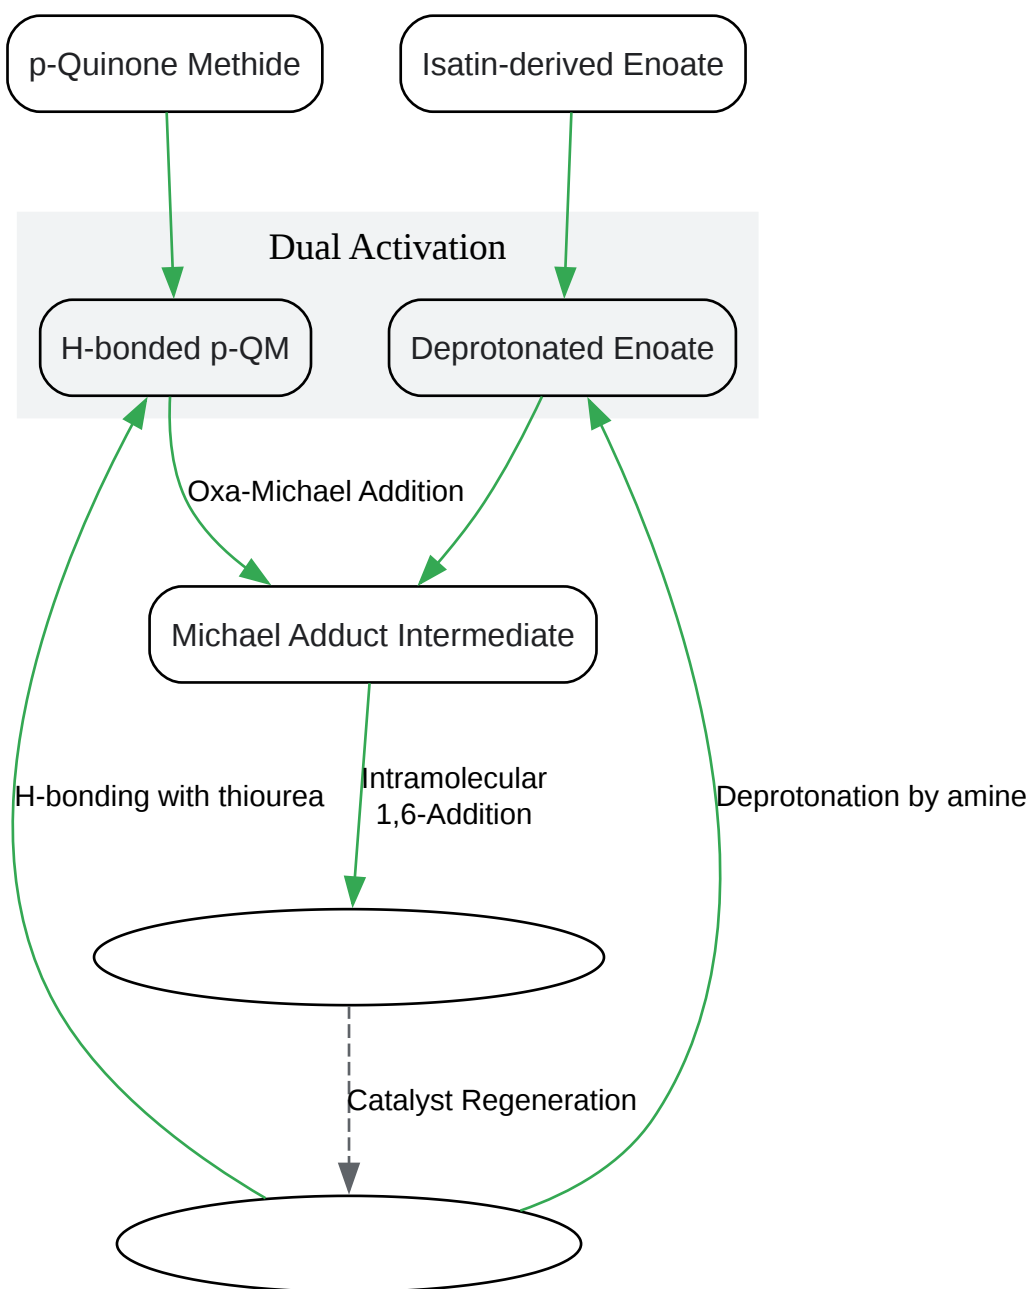 p-Quinone Methide
Isatin-derived Enoate
Dual Activation
H-bonded p-QM
Deprotonated Enoate
Oxa-Michael Addition
Michael Adduct Intermediate
H-bonding with thiourea
Intramolecular
1,6-Addition
Deprotonation by amine
Catalyst Regeneration